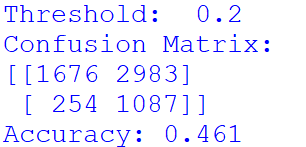 Threshold:  0.2
Confusion Matrix:
[[1676 2983]
 [ 254 1087]]
Accuracy: 0.461